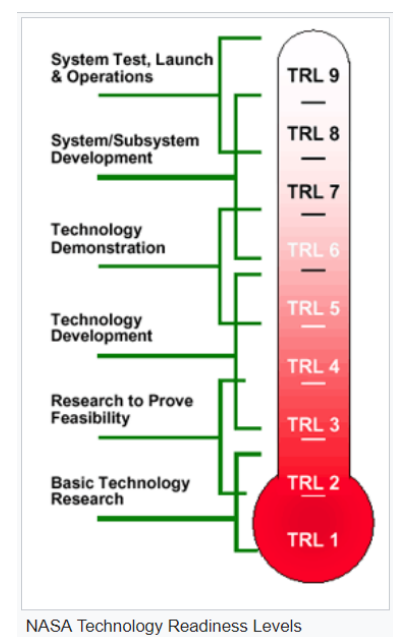 System Test, Launch
& Operations
System/Subsystem
Development
Technology
Demonstration
Technology
Development
Research to Prove
Feasibility
Basic Technology
Research
TRL 9
TRL 8
TRL 7
TRL 6
TRL 5
TRL 4
TRL 3
TRL 2
TRL 1
NASA Technology Readiness Levels